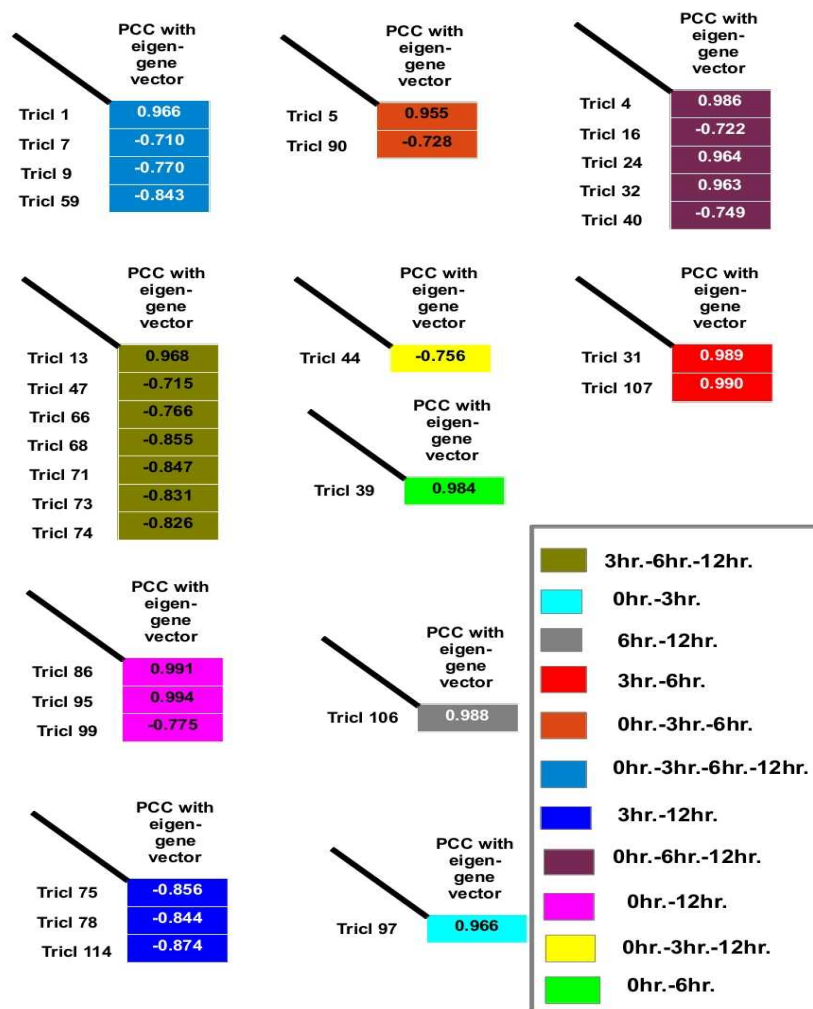 PCC with
eigen-
gene
vector
Tricl 1 0.966
Tricl 7 -0.710
Tricl 9 -0.770
Tricl 59 -0.843
PCC with
eigen-
gene
vector
Tricl 5 0.955
Tricl 90 -0.728
PCC with
eigen-
gene
vector
Tricl 4 0.986
Tricl 16 -0.722
Tricl 24 0.964
Tricl 32 0.963
Tricl 40 -0.749
PCC with
eigen-
gene
vector
Tricl 13 0.968
Tricl 47 -0.715
Tricl 66 -0.766
Tricl 68 -0.855
Tricl 71 -0.847
Tricl 73 -0.831
Tricl 74 -0.826
PCC with
eigen-
gene
vector
Tricl 44 -0.756
PCC with
eigen-
gene
vector
Tricl 39 0.984
PCC with
eigen-
gene
vector
Tricl 31 0.989
Tricl 107 0.990
PCC with
eigen-
gene
vector
Tricl 86 0.991
Tricl 95 0.994
Tricl 99 -0.775
PCC with
eigen-
gene
vector
Tricl 106 0.988
PCC with
eigen-
gene
vector
Tricl 75 -0.856
Tricl 78 -0.844
Tricl 114 -0.874
PCC with
eigen-
gene
vector
Tricl 97 0.966
3hr.-6hr.-12hr.
0hr.-3hr.
6hr.-12hr.
3hr.-6hr.
0hr.-3hr.-6hr.
0hr.-3hr.-6hr.-12hr.
3hr.-12hr.
0hr.-6hr.-12hr.
0hr.-12hr.
0hr.-3hr.-12hr.
0hr.-6hr.